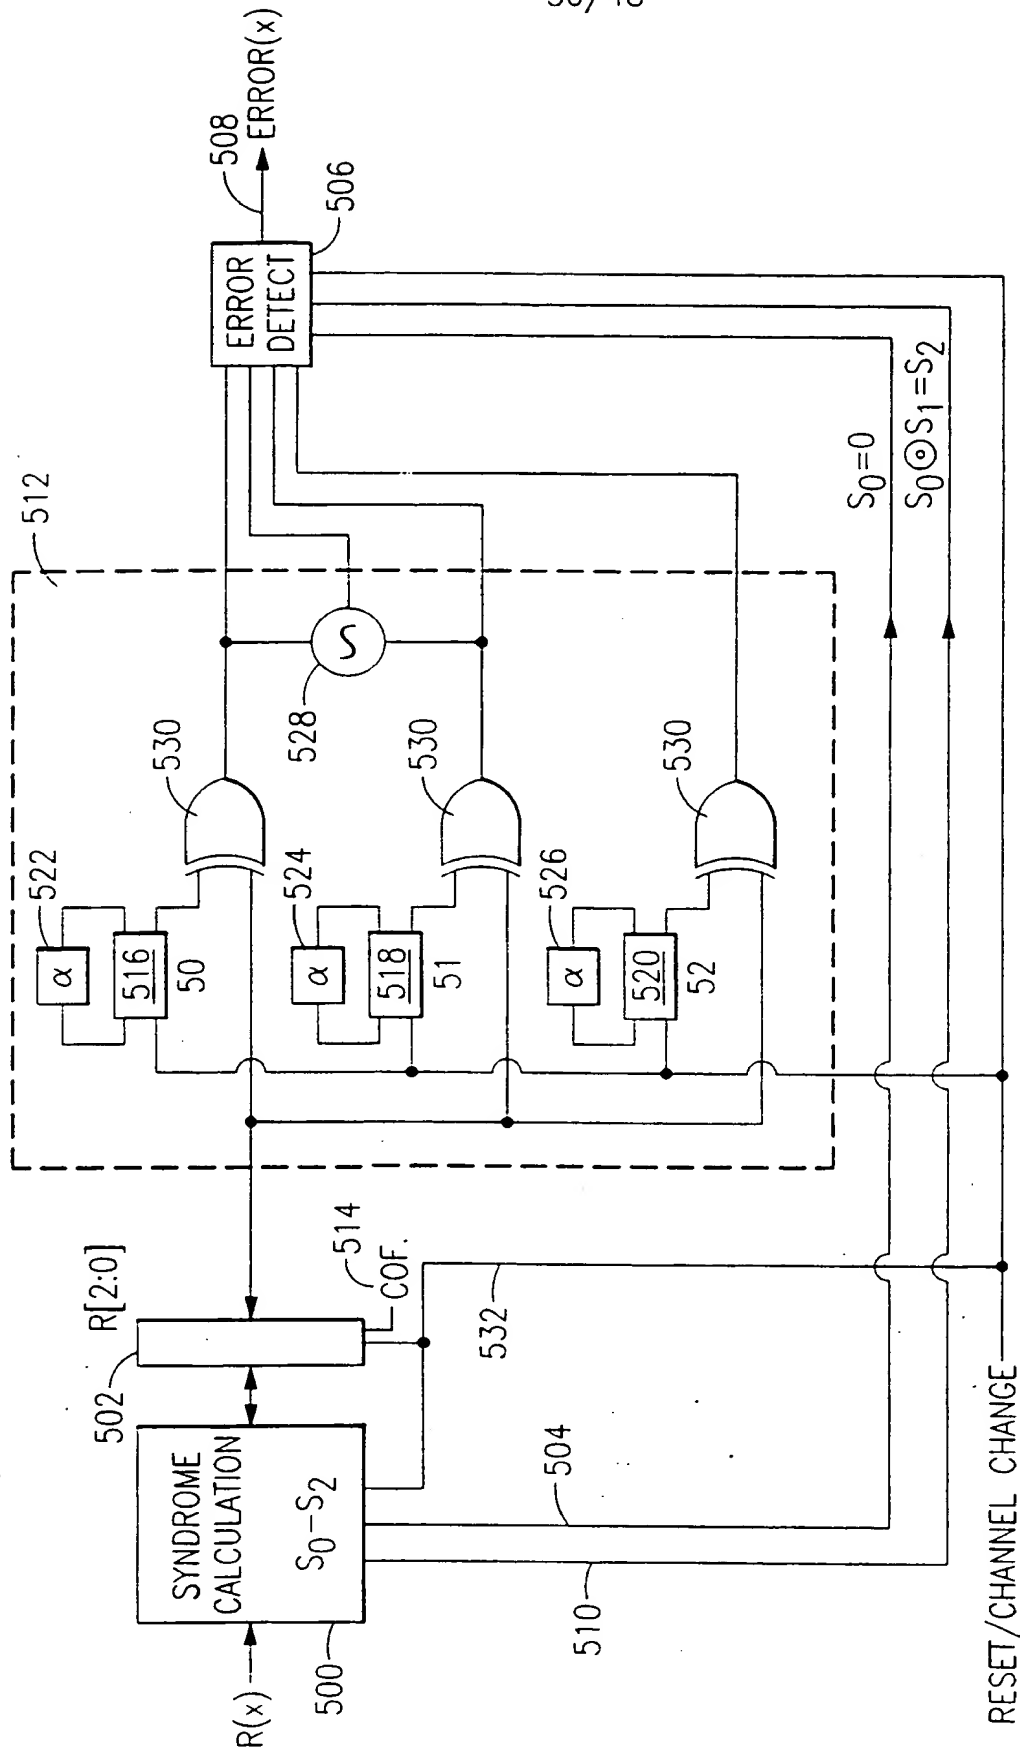 R(x)
500
SYNDROME
CALCULATION
S0-S2
502
R[2:0]
514
COF.
504
510
532
RESET/CHANNEL CHANGE
512
522
α
516
50
530
524
α
518
51
530
526
α
520
52
530
S
528
S0=0
S0⊙S1=S2
ERROR
DETECT
506
508
ERROR(x)